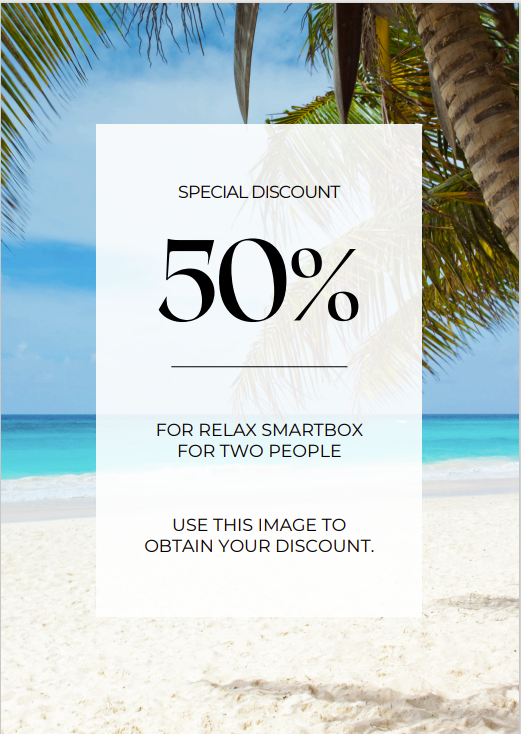 SPECIAL DISCOUNT
50%
FOR RELAX SMARTBOX
FOR TWO PEOPLE
USE THIS IMAGE TO
OBTAIN YOUR DISCOUNT.